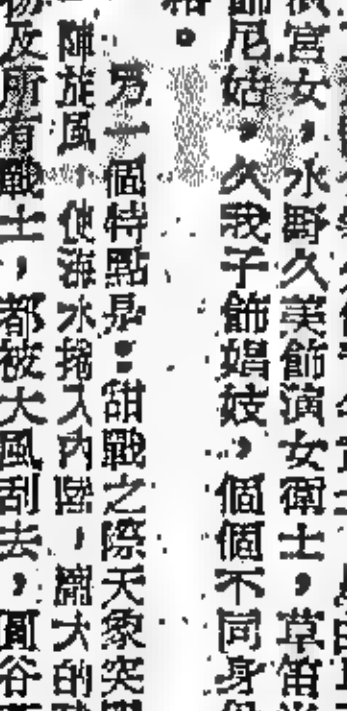 宮女，水野久美飾演女衛士，草笛
飾尼姑，久我子飾娼妓，個個不同身
另一個特點是：甜戰之際天象突
陣旋風，使海水捲入內陸，廟大的
及所有戰士，都被大風刮去，圓谷